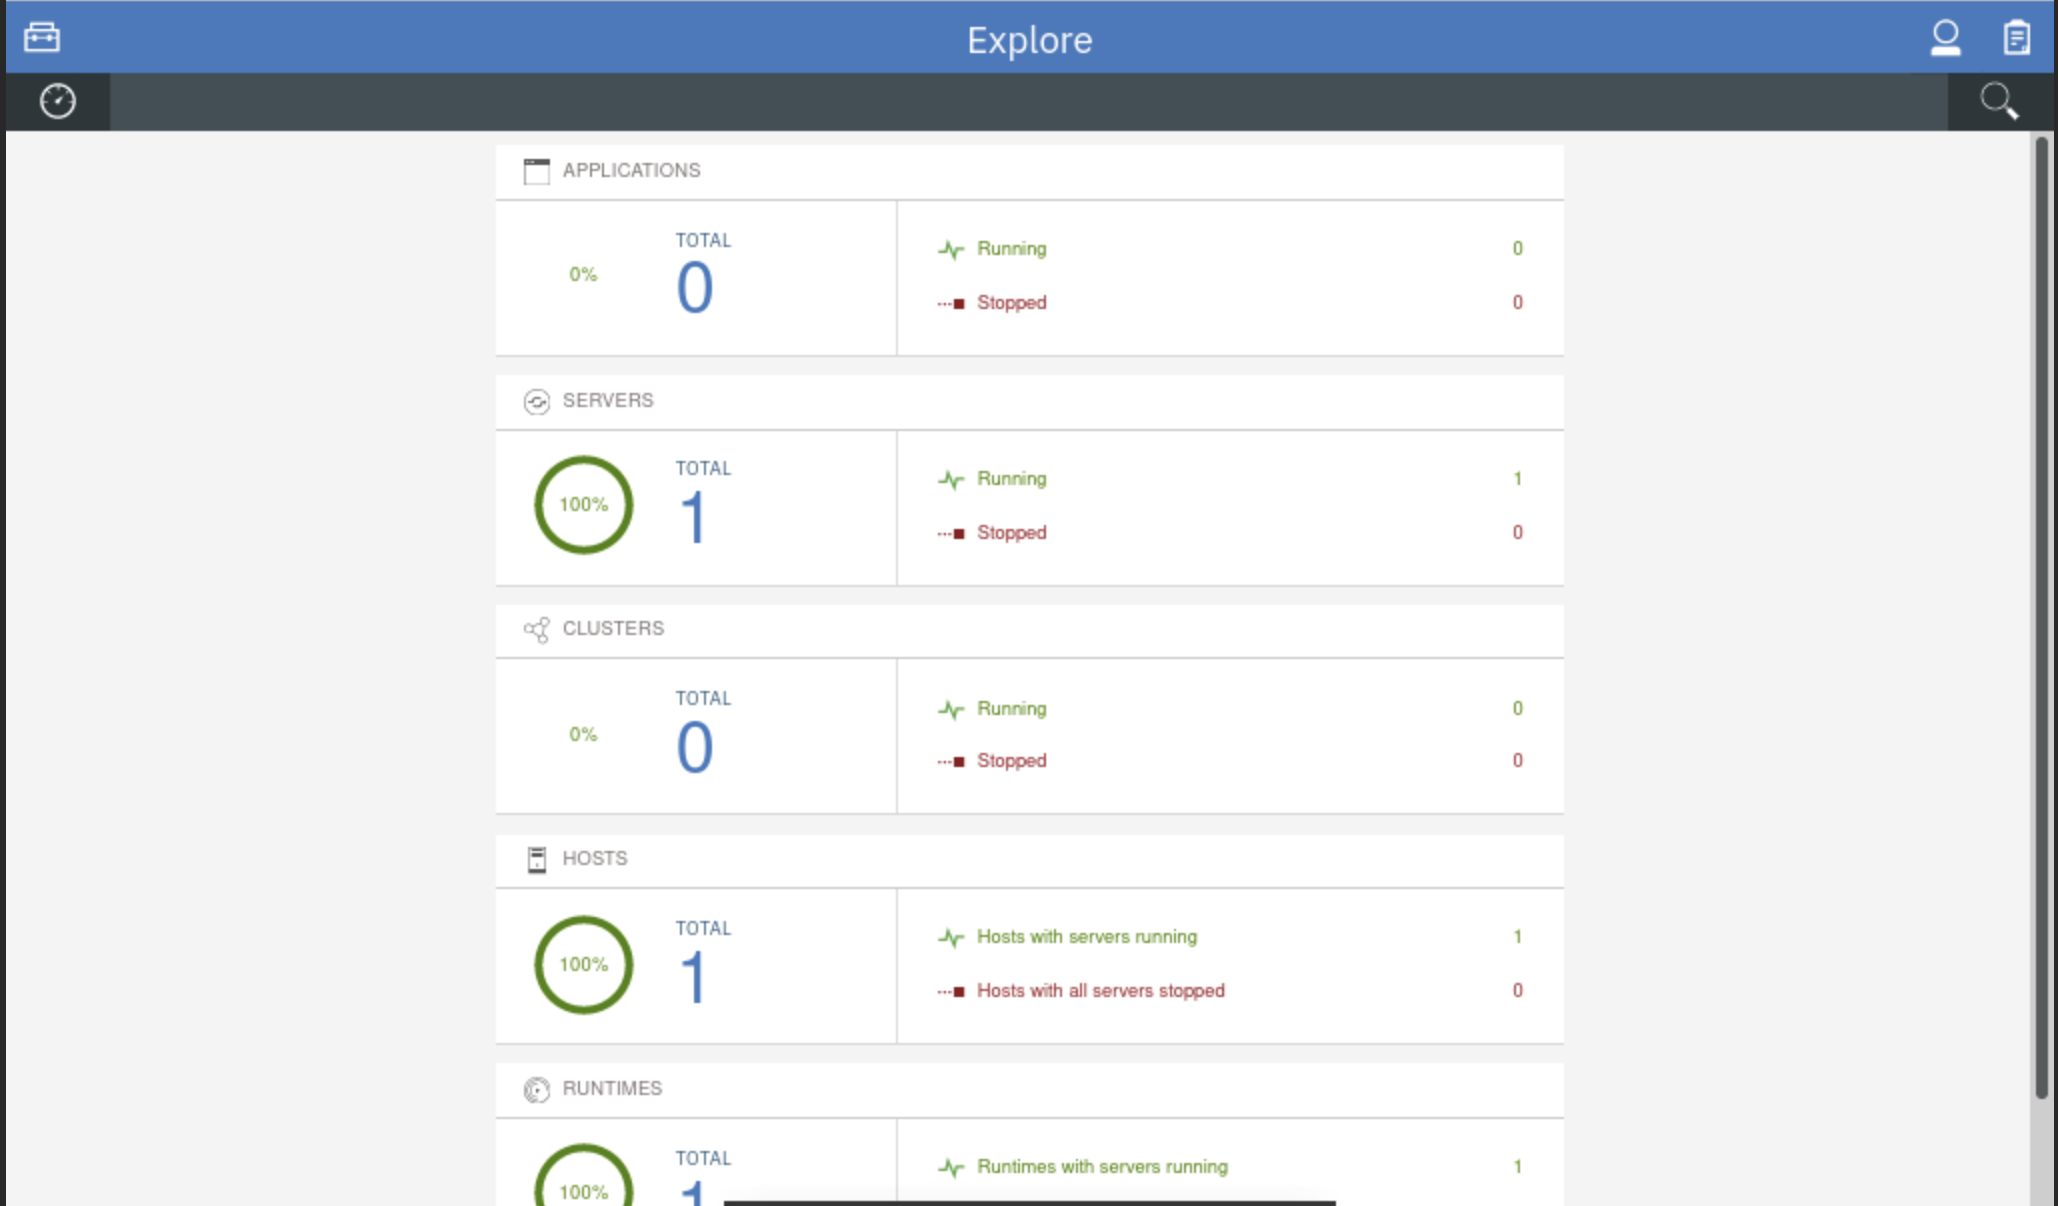 Explore
APPLICATIONS
0%
TOTAL
0
Running 0
Stopped 0
SERVERS
100%
TOTAL
1
Running 1
Stopped 0
CLUSTERS
0%
TOTAL
0
Running 0
Stopped 0
HOSTS
100%
TOTAL
1
Hosts with servers running 1
Hosts with all servers stopped 0
RUNTIMES
100%
TOTAL
1
Runtimes with servers running 1